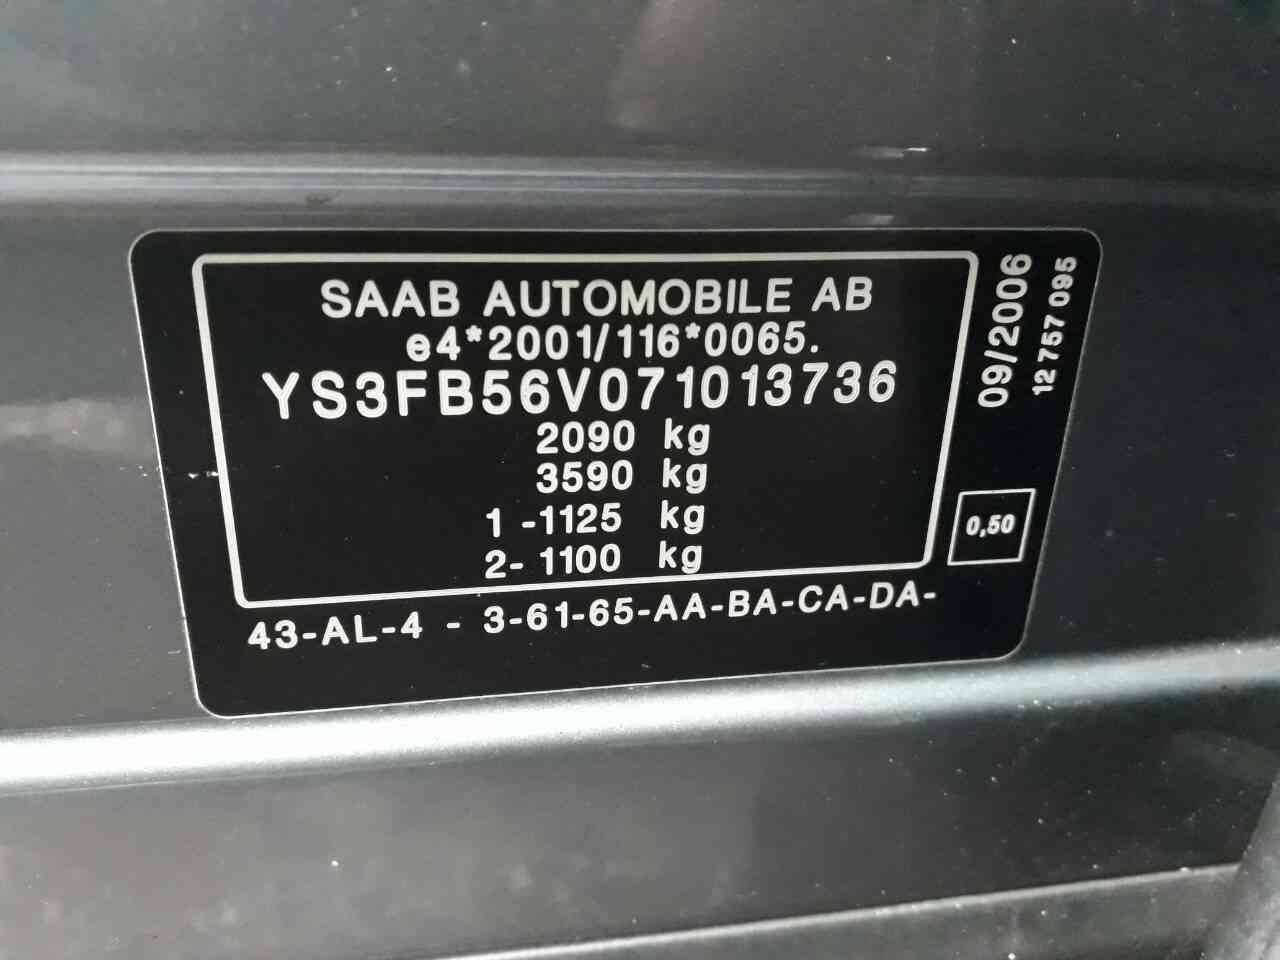 SAAB AUTOMOBILE AB
e4*2001/116*0065.
YS3FB56V071013736
2090 kg
3590 kg
1 -1125 kg
2- 1100 kg
43-AL-4 - 3-61-65-AA-BA-CA-DA-
09/2006
12 757 095
0,50